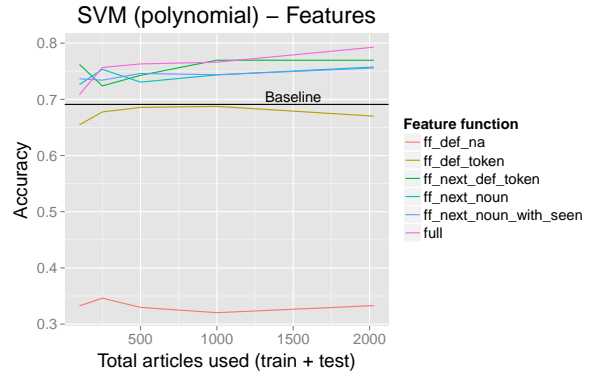 SVM (polynomial) − Features
0.8
0.7
0.6
0.5
0.4
0.3
Accuracy
Baseline
500
1000
1500
2000
Total articles used (train + test)
Feature function
ff_def_na
ff_def_token
ff_next_def_token
ff_next_noun
ff_next_noun_with_seen
full